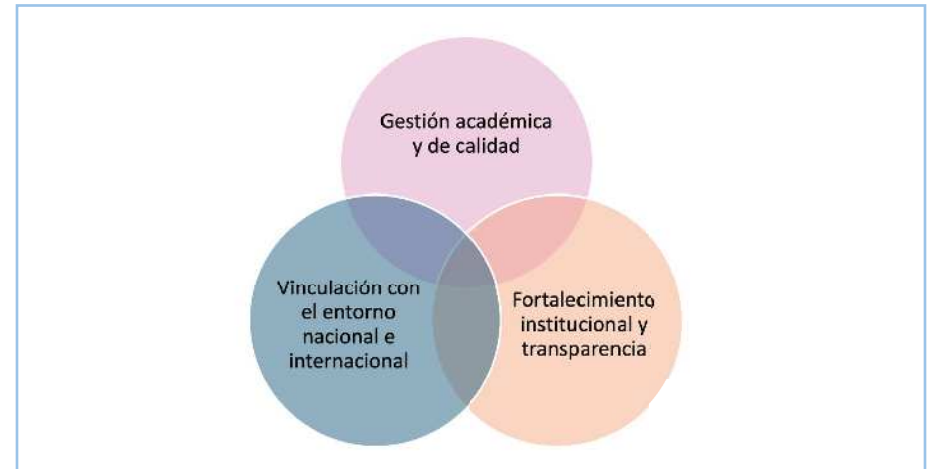 Gestión académica
y de calidad
Vinculación con
el entorno
nacional e
internacional
Fortalecimiento
institucional y
transparencia